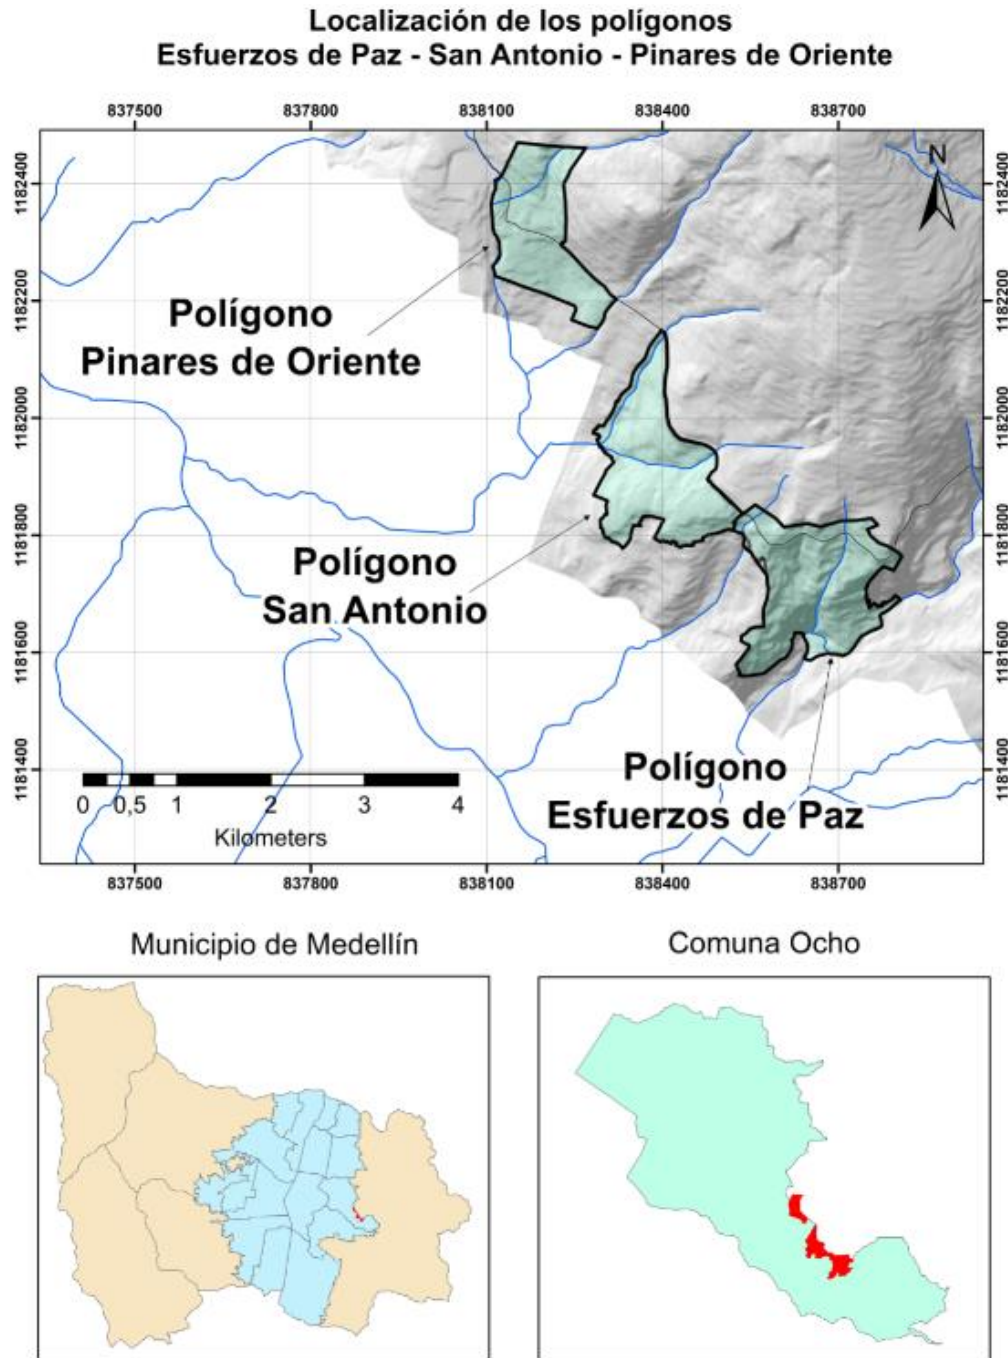 Localización de los polígonos
Esfuerzos de Paz - San Antonio - Pinares de Oriente
837500 837800 838100 838400 838700
1182400 1182400
N
1182200 1182200
Polígono
Pinares de Oriente
1182000 1182000
1181800 1181800
Polígono
San Antonio
1181600 1181600
Polígono
Esfuerzos de Paz
1181400 1181400
0 0,5 1 2 3 4
Kilometers
837500 837800 838100 838400 838700
Municipio de Medellín
Comuna Ocho